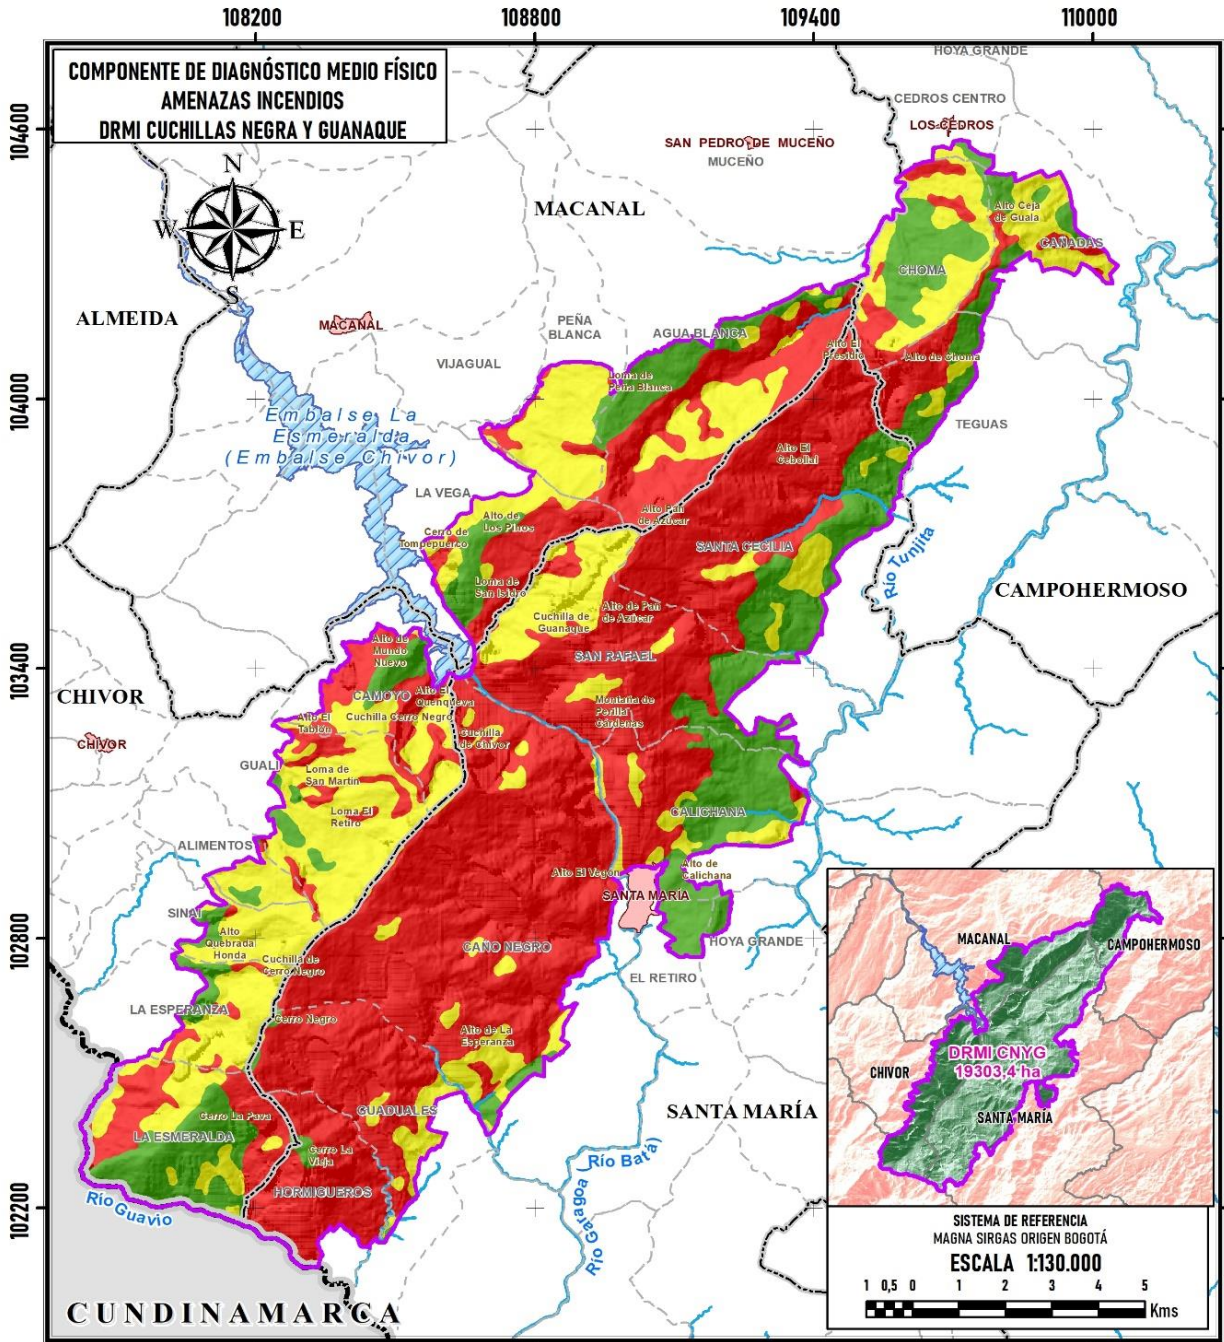 108200 108800 109400 110000
104600
104000
103400
102800
102200
COMPONENTE DE DIAGNÓSTICO MEDIO FÍSICO
AMENAZAS INCENDIOS
DRMI CUCHILLAS NEGRA Y GUANAQUE
N
W E
S
HOYA GRANDE
CEDROS CENTRO
LOS CEDROS
SAN PEDRO DE MUCEÑO
MUCEÑO
MACANAL
Alto Ceja
de Guala
CAÑADAS
CHOMA
ALMEIDA
MACANAL
PEÑA
BLANCA
AGUA BLANCA
Alto El
Presidio
Alto de Choma
VIJAGUAL
Loma de
Peña Blanca
Embalse La
Esmeralda
(Embalse Chivor)
TEGUAS
Alto El
Cebollal
LA VEGA
Alto de
Los Pinos
Alto Pan
de Azúcar
Cerro de
Tompepuerco
SANTA CECILIA
Río Tunjita
Loma de
San Isidro
CAMPOHERMOSO
Cuchilla de
Guanaque
Alto de Pan
de Azúcar
Alto de
Mundo
Nuevo
SAN RAFAEL
CHIVOR
CAMOYO
Alto El
Quenqueva
Montaña de
Perilla
Cárdenas
Alto El
Tablón
Cuchilla Cerro Negro
Cuchilla
de Chivor
CHIVOR
GUALI
Loma de
San Martín
Loma El
Retiro
CALICHANA
ALIMENTOS
Alto El Vegón
Alto de
Calichana
SANTA MARÍA
SINAI
Alto
Quebrada
Honda
CAÑO NEGRO
HOYA GRANDE
Cuchilla de
Cerro Negro
EL RETIRO
LA ESPERANZA
Cerro Negro
Alto de La
Esperanza
Cerro La Pava
GUADUALES
SANTA MARÍA
LA ESMERALDA
Cerro La
Vieja
HORMIGUEROS
Río Guavio
Río Garagoa (Río Batá)
CUNDINAMARCA
MACANAL
CAMPOHERMOSO
DRMI CNYG
19303,4 ha
CHIVOR
SANTA MARÍA
SISTEMA DE REFERENCIA
MAGNA SIRGAS ORIGEN BOGOTÁ
ESCALA 1:130.000
1 0,5 0 1 2 3 4 5
Kms